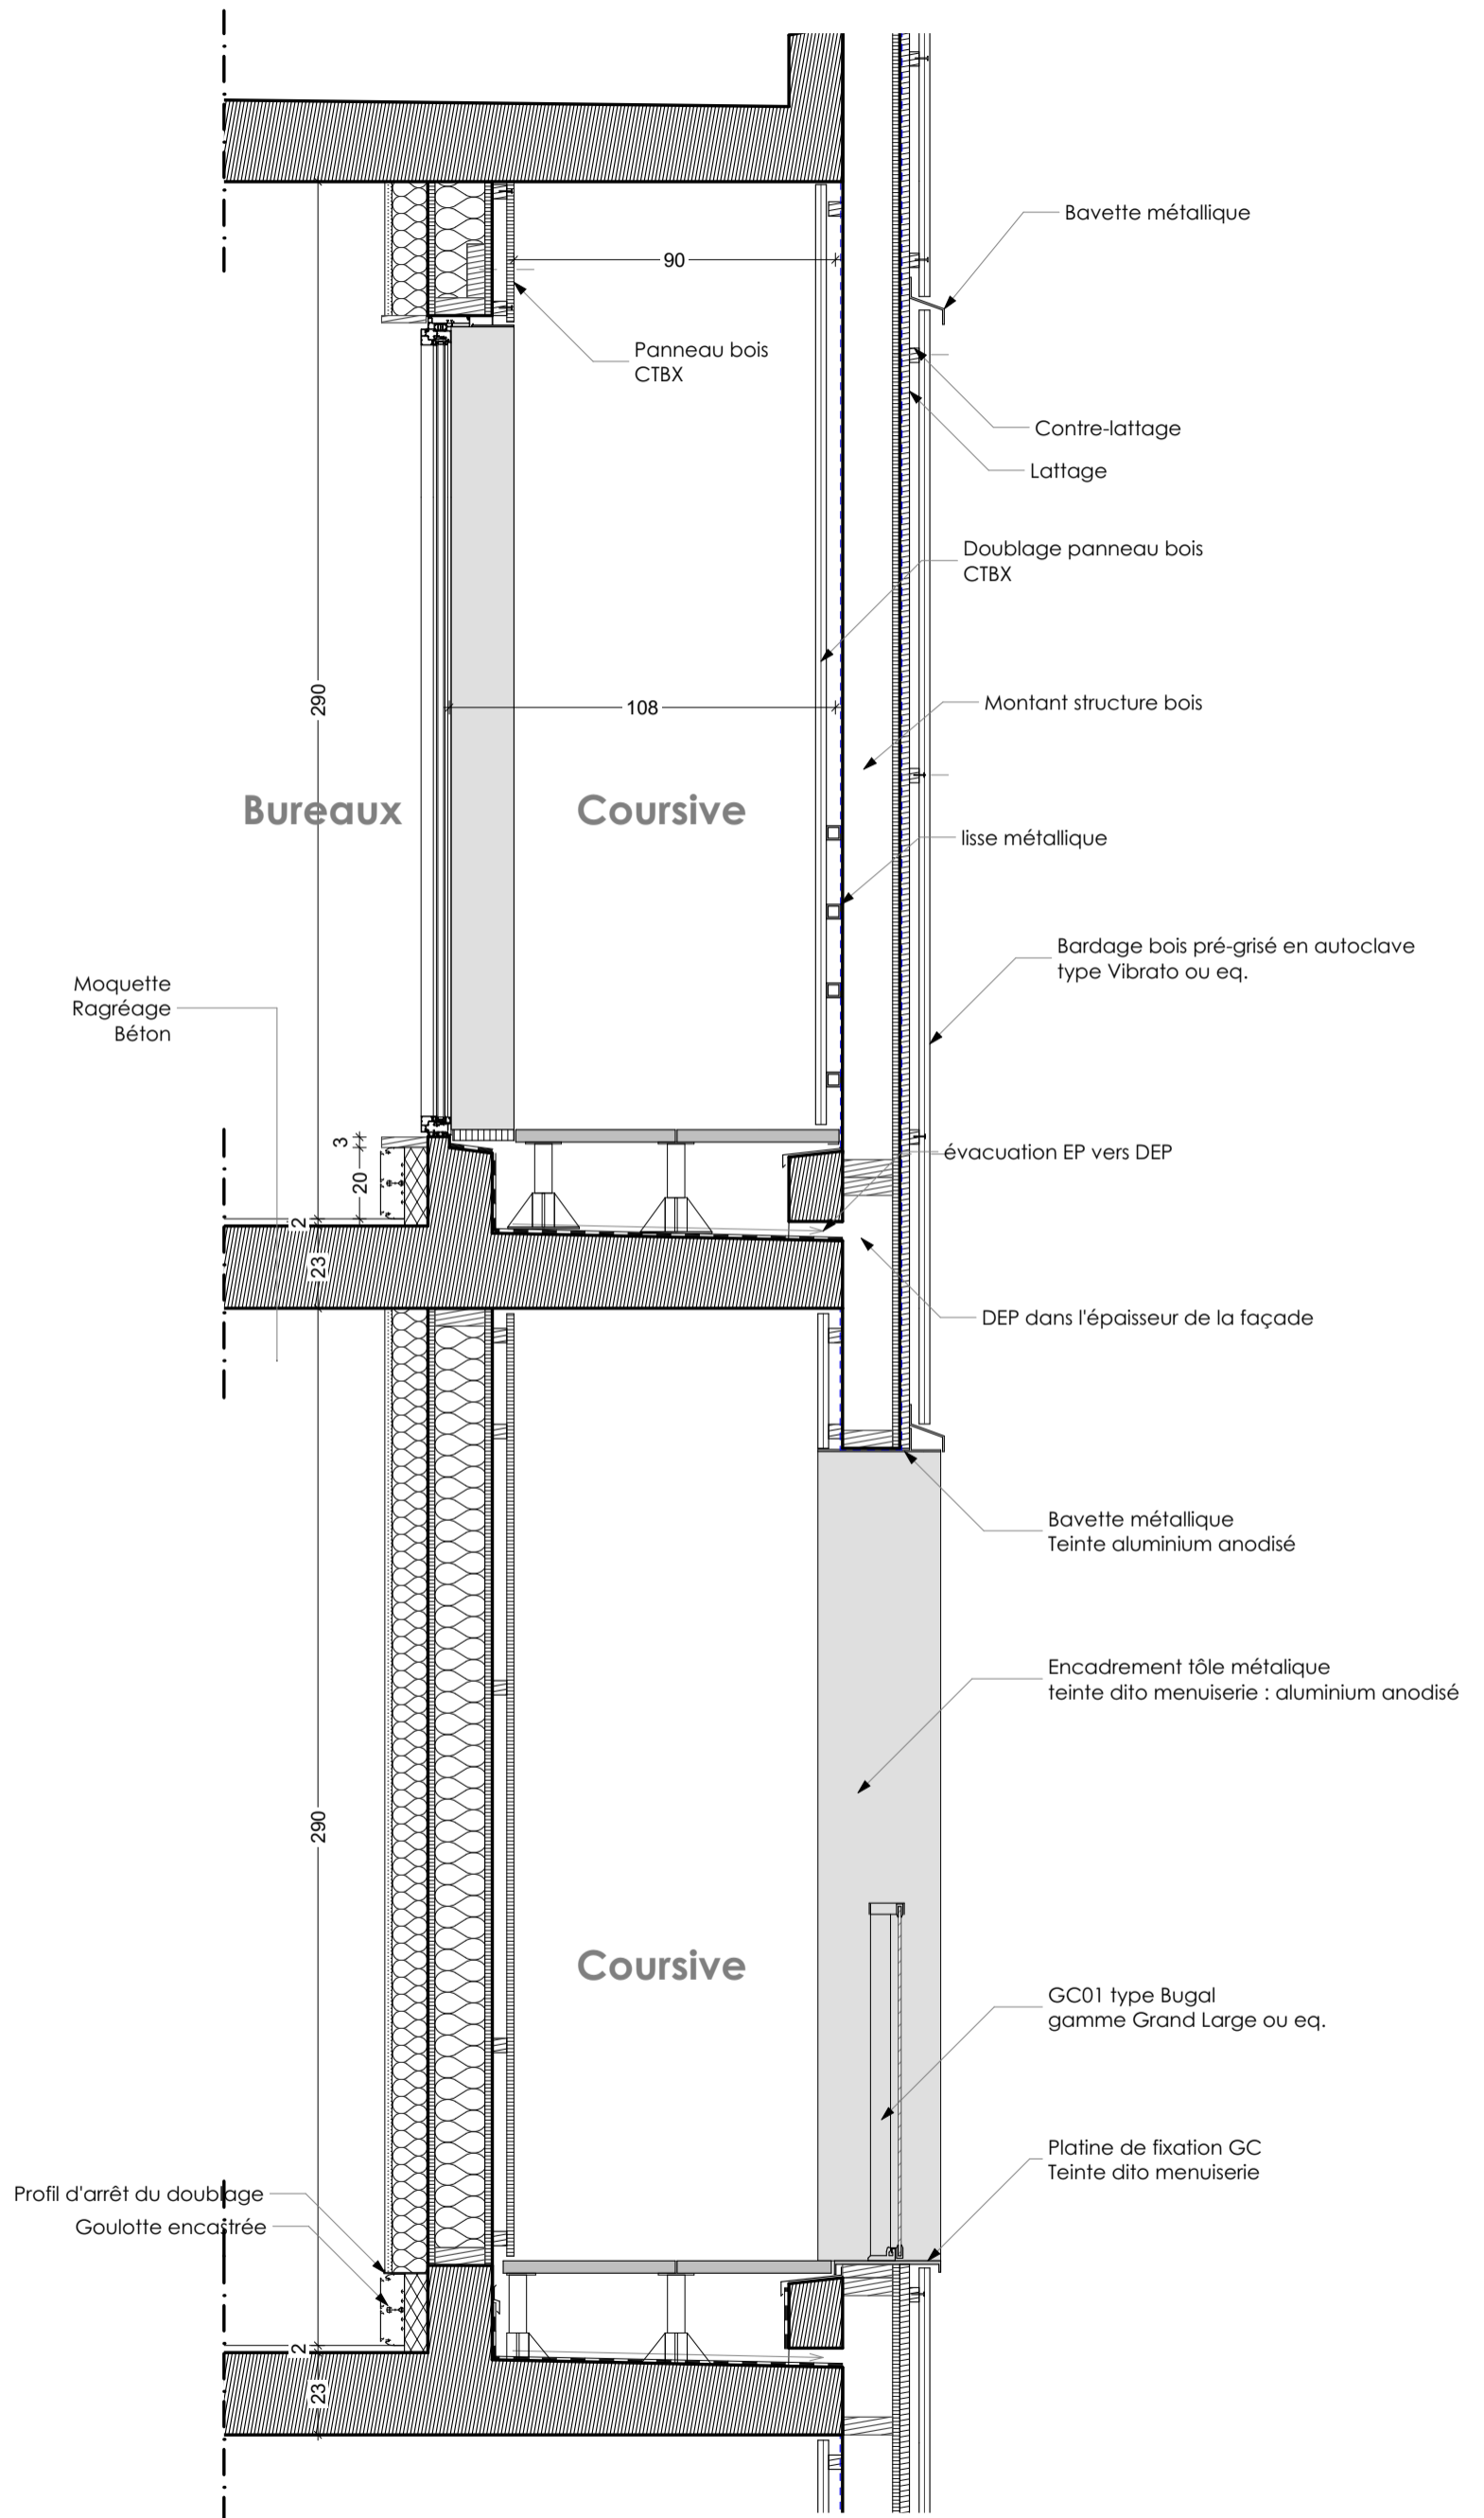 Bavette métallique
90
Panneau bois
CTBX
Contre-lattage
Lattage
Doublage panneau bois
CTBX
290
108
Montant structure bois
Bureaux
Coursive
lisse métallique
Bardage bois pré-grisé en autoclave
type Vibrato ou eq.
Moquette
Ragréage
Béton
3
20
évacuation EP vers DEP
2
23
DEP dans l'épaisseur de la façade
Bavette métallique
Teinte aluminium anodisé
Encadrement tôle métalique
teinte dito menuiserie : aluminium anodisé
290
Coursive
GC01 type Bugal
gamme Grand Large ou eq.
Platine de fixation GC
Teinte dito menuiserie
Profil d'arrêt du doublage
Goulotte encastrée
2
23